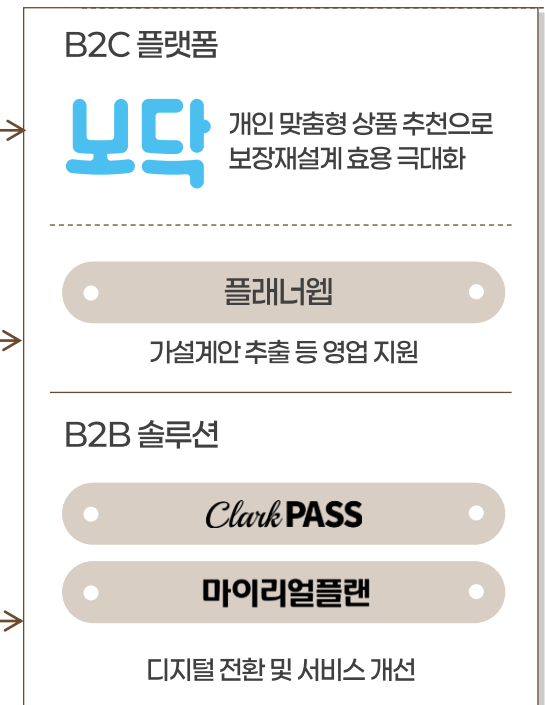 B2C 플랫폼
보닥
개인 맞춤형 상품 추천으로
보장재설계 효용 극대화
플래너웹
가설계안 추출 등 영업 지원
B2B 솔루션
Clark PASS
마이리얼플랜
디지털 전환 및 서비스 개선